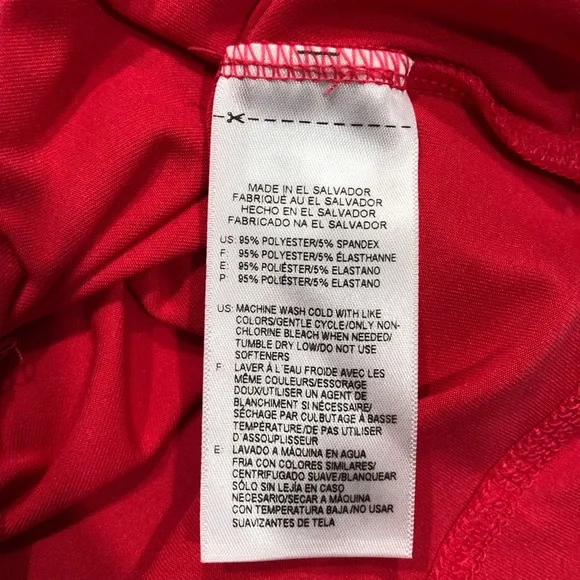 MADE IN EL SALVADOR
FABRIQUÉ AU EL SALVADOR
HECHO EN EL SALVADOR
FABRICADO NA EL SALVADOR
US: 95% POLYESTER/5% SPANDEX
F: 95% POLYESTER/5% ÉLASTHANNE
E: 95% POLIÉSTER/5% ELASTANO
P: 95% POLIÉSTER/5% ELASTANO
US: MACHINE WASH COLD WITH LIKE
COLORS/GENTLE CYCLE/ONLY NON-
CHLORINE BLEACH WHEN NEEDED/
TUMBLE DRY LOW/DO NOT USE
SOFTENERS
F: LAVER À L'EAU FROIDE AVEC LES
MÊME COULEURS/ESSORAGE
DOUX/UTILISER UN AGENT DE
BLANCHIMENT SI NÉCESSAIRE/
SÉCHAGE PAR CULBUTAGE À BASSE
TEMPÉRATURE/DE PAS UTILISER
D'ASSOUPLISSEUR
E: LAVADO A MÁQUINA EN AGUA
FRIA CON COLORES SIMILARES/
CENTRIFUGADO SUAVE/BLANQUEAR
SÓLO SIN LEJÍA EN CASO
NECESARIO/SECAR A MÁQUINA
CON TEMPERATURA BAJA/NO USAR
SUAVIZANTES DE TELA